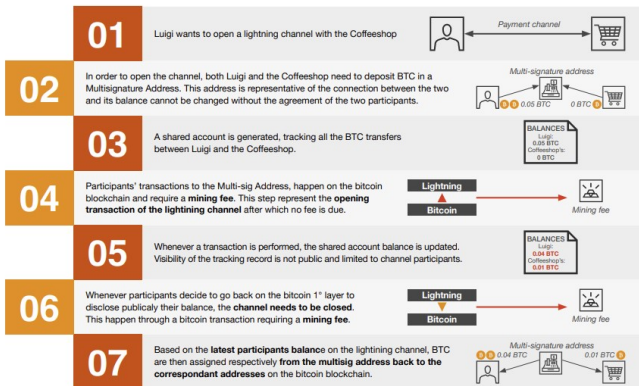 01
Luigi wants to open a lightning channel with the Coffeeshop
Payment channel
02
In order to open the channel, both Luigi and the Coffeeshop need to deposit BTC in a
Multisignature Address. This address is representative of the connection between the two
and its balance cannot be changed without the agreement of the two participants.
Multi-signature address
0.05 BTC
0 BTC
03
A shared account is generated, tracking all the BTC transfers
between Luigi and the Coffeeshop.
BALANCES
Luigi:
0.05 BTC
Coffeeshop's:
0 BTC
04
Participants' transactions to the Multi-sig Address, happen on the bitcoin
blockchain and require a mining fee. This step represent the opening
transaction of the lightining channel after which no fee is due.
Lightning
Bitcoin
Mining fee
05
Whenever a transaction is performed, the shared account balance is updated.
Visibility of the tracking record is not public and limited to channel participants.
BALANCES
Luigi:
0.04 BTC
Coffeeshop's:
0.01 BTC
06
Whenever participants decide to go back on the bitcoin 1° layer to
disclose publicaly their balance, the channel needs to be closed.
This happen through a bitcoin transaction requiring a mining fee.
Lightning
Bitcoin
Mining fee
07
Based on the latest participants balance on the lightining channel, BTC
are then assigned respectively from the multisig address back to the
correspondant addresses on the bitcoin blockchain.
Multi-signature address
0.04 BTC
0.01 BTC